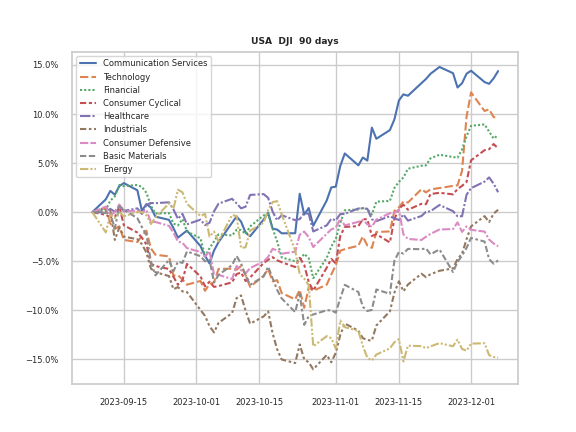 USA DJI 90 days
Communication Services
Technology
Financial
Consumer Cyclical
Healthcare
Industrials
Consumer Defensive
Basic Materials
Energy
15.0%
10.0%
5.0%
0.0%
−5.0%
−10.0%
−15.0%
2023-09-15 2023-10-01 2023-10-15 2023-11-01 2023-11-15 2023-12-01